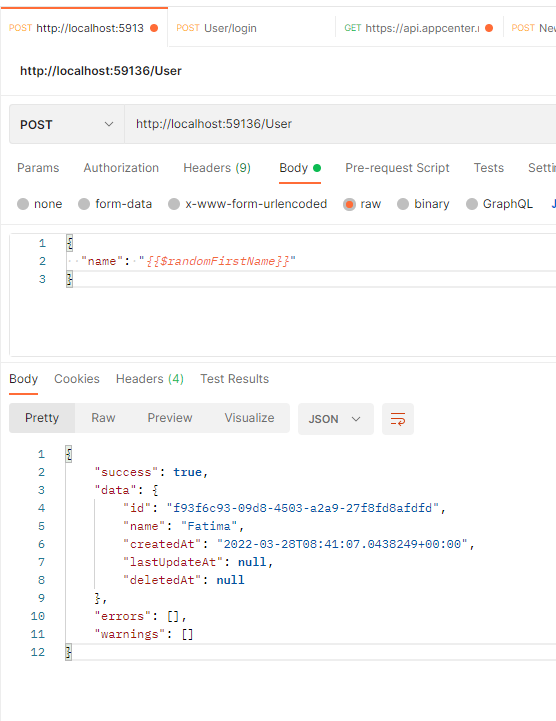 POST http://localhost:5913
POST User/login
GET https://api.appcenter.
POST New
http://localhost:59136/User
POST http://localhost:59136/User
Params Authorization Headers (9) Body Pre-request Script Tests Setti
none form-data x-www-form-urlencoded raw binary GraphQL J
1 {
2 "name": "{{$randomFirstName}}"
3 }
Body Cookies Headers (4) Test Results
Pretty Raw Preview Visualize JSON
1 {
2 "success": true,
3 "data": {
4 "id": "f93f6c93-09d8-4503-a2a9-27f8fd8afdfd",
5 "name": "Fatima",
6 "createdAt": "2022-03-28T08:41:07.0438249+00:00",
7 "lastUpdateAt": null,
8 "deletedAt": null
9 },
10 "errors": [],
11 "warnings": []
12 }